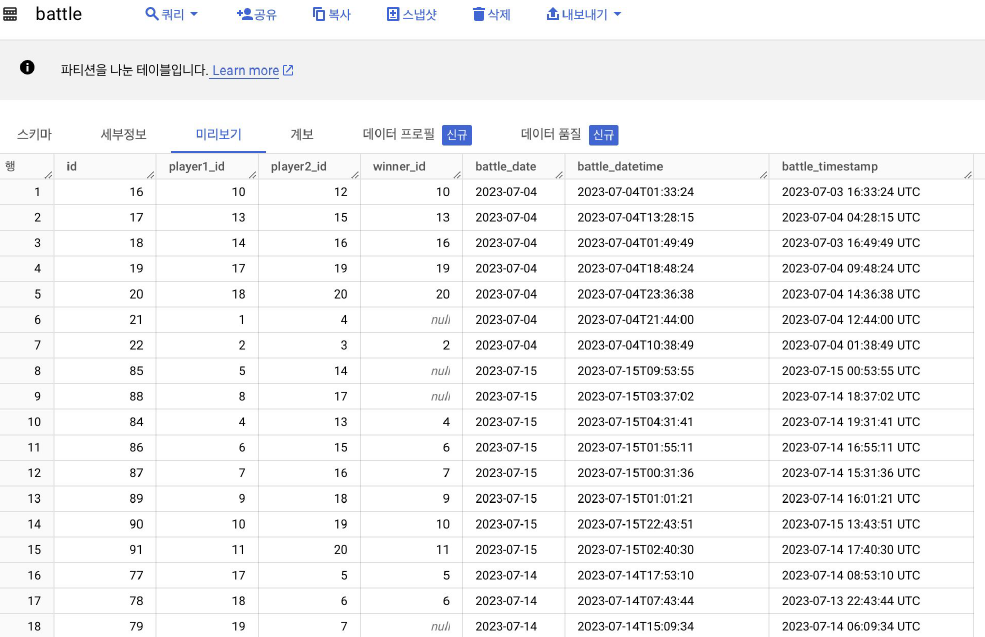 battle 쿼리 공유 복사 스냅샷 삭제 내보내기
파티션을 나눈 테이블입니다. Learn more
스키마 세부정보 미리보기 계보 데이터 프로필 신규 데이터 품질 신규
행 id player1_id player2_id winner_id battle_date battle_datetime battle_timestamp
1 16 10 12 10 2023-07-04 2023-07-04T01:33:24 2023-07-03 16:33:24 UTC
2 17 13 15 13 2023-07-04 2023-07-04T13:28:15 2023-07-04 04:28:15 UTC
3 18 14 16 16 2023-07-04 2023-07-04T01:49:49 2023-07-03 16:49:49 UTC
4 19 17 19 19 2023-07-04 2023-07-04T18:48:24 2023-07-04 09:48:24 UTC
5 20 18 20 20 2023-07-04 2023-07-04T23:36:38 2023-07-04 14:36:38 UTC
6 21 1 4 null 2023-07-04 2023-07-04T21:44:00 2023-07-04 12:44:00 UTC
7 22 2 3 2 2023-07-04 2023-07-04T10:38:49 2023-07-04 01:38:49 UTC
8 85 5 14 null 2023-07-15 2023-07-15T09:53:55 2023-07-15 00:53:55 UTC
9 88 8 17 null 2023-07-15 2023-07-15T03:37:02 2023-07-14 18:37:02 UTC
10 84 4 13 4 2023-07-15 2023-07-15T04:31:41 2023-07-14 19:31:41 UTC
11 86 6 15 6 2023-07-15 2023-07-15T01:55:11 2023-07-14 16:55:11 UTC
12 87 7 16 7 2023-07-15 2023-07-15T00:31:36 2023-07-14 15:31:36 UTC
13 89 9 18 9 2023-07-15 2023-07-15T01:01:21 2023-07-14 16:01:21 UTC
14 90 10 19 10 2023-07-15 2023-07-15T22:43:51 2023-07-15 13:43:51 UTC
15 91 11 20 11 2023-07-15 2023-07-15T02:40:30 2023-07-14 17:40:30 UTC
16 77 17 5 5 2023-07-14 2023-07-14T17:53:10 2023-07-14 08:53:10 UTC
17 78 18 6 6 2023-07-14 2023-07-14T07:43:44 2023-07-13 22:43:44 UTC
18 79 19 7 null 2023-07-14 2023-07-14T15:09:34 2023-07-14 06:09:34 UTC